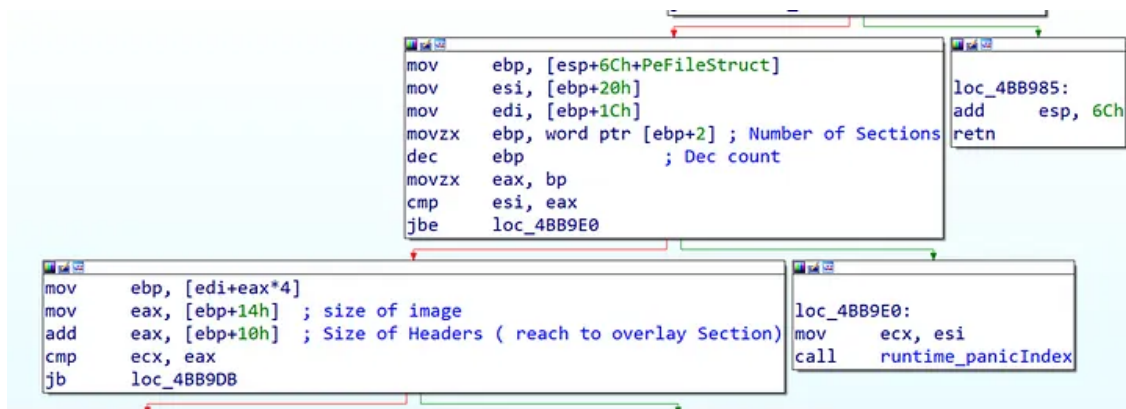 mov ebp, [esp+6Ch+PeFileStruct]
mov esi, [ebp+20h]
mov edi, [ebp+1Ch]
movzx ebp, word ptr [ebp+2] ; Number of Sections
dec ebp ; Dec count
movzx eax, bp
cmp esi, eax
jbe loc_4BB9E0
loc_4BB985:
add esp, 6Ch
retn
mov ebp, [edi+eax*4]
mov eax, [ebp+14h] ; size of image
add eax, [ebp+10h] ; Size of Headers ( reach to overlay Section)
cmp ecx, eax
jb loc_4BB9DB
loc_4BB9E0:
mov ecx, esi
call runtime_panicIndex